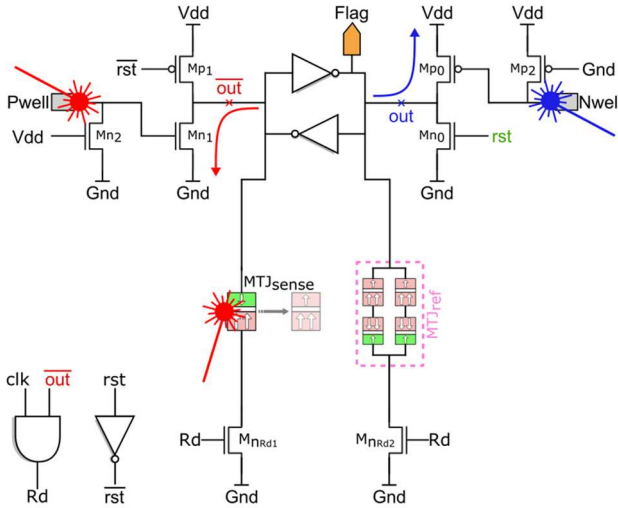 Vdd
Flag
Vdd
Vdd
rst
Mp1
out
Mp0
Mp2
Gnd
Pwell
Nwel
Vdd
Mn2
Mn1
out
Mn0
rst
Gnd
Gnd
Gnd
MTJsense
MTJref
clk
out
rst
Rd
MnRd1
MnRd2
Rd
Rd
rst
Gnd
Gnd